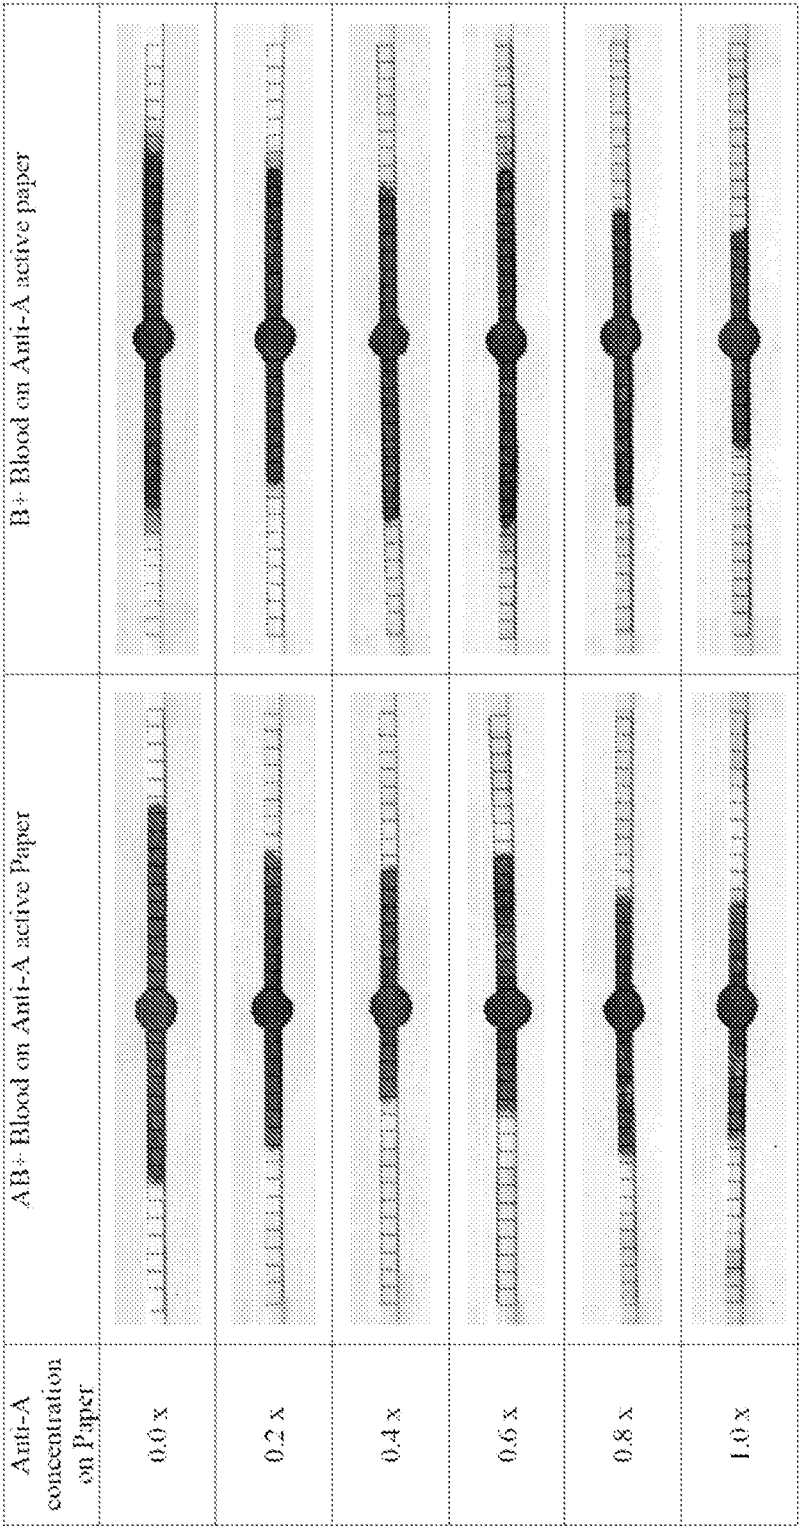 Anti-A
concentration
on Paper
AB+ Blood on Anti-A active Paper
B+ Blood on Anti-A active paper
0.0 x
0.2 x
0.4 x
0.6 x
0.8 x
1.0 x